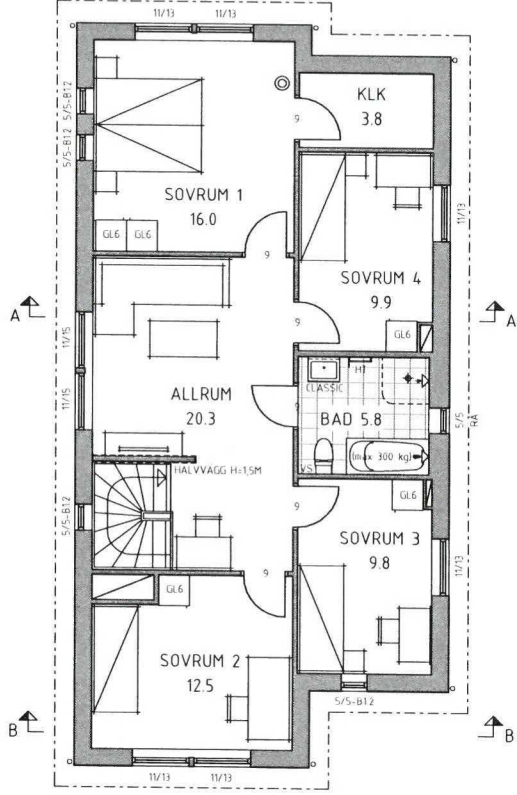 11/13
11/13
5/5-B12
5/5-B12
9
KLK
3.8
SOVRUM 1
16.0
GL6
GL6
9
11/13
SOVRUM 4
9.9
A
A
9
GL6
11/15
11/15
ALLRUM
20.3
CLASSIC
HT
9
BAD 5.8
5/5
RÅ
HALVVÄGG H=1,5M
VS
(max 300 kg)
5/5-B12
9
GL6
SOVRUM 3
9.8
11/13
9
GL6
SOVRUM 2
12.5
5/5-B12
B
B
11/13
11/13